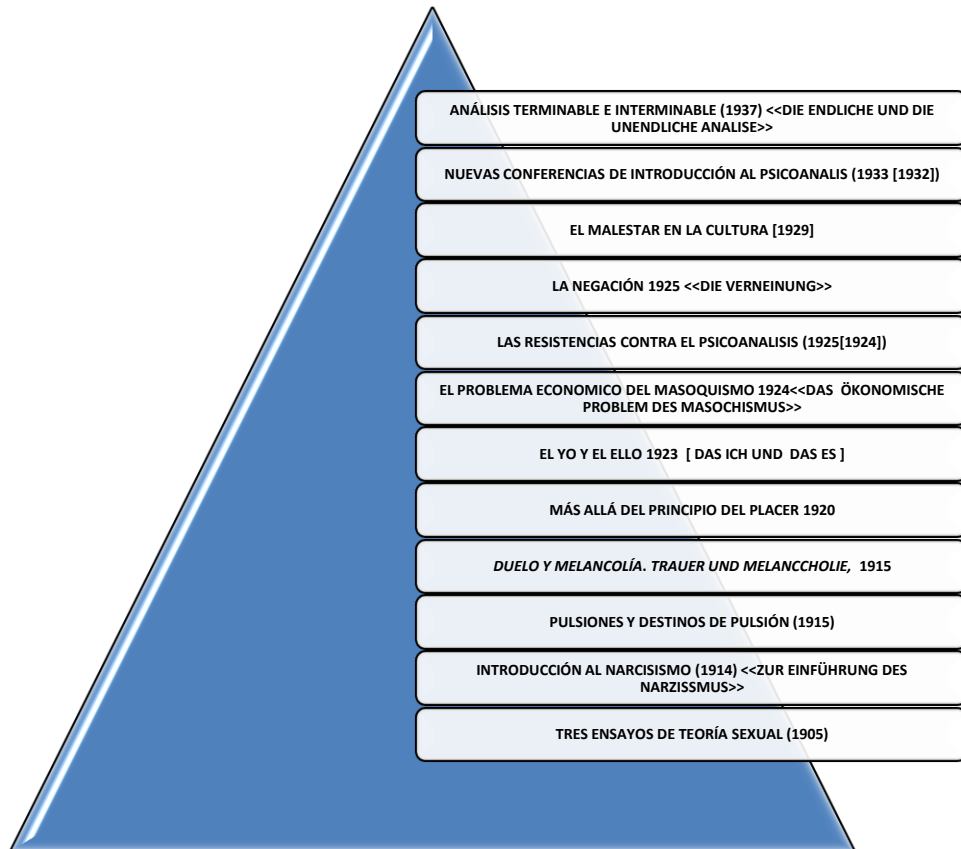 ANÁLISIS TERMINABLE E INTERMINABLE (1937) <<DIE ENDLICHE UND DIE
UNENDLICHE ANALISE>>
NUEVAS CONFERENCIAS DE INTRODUCCIÓN AL PSICOANALIS (1933 [1932])
EL MALESTAR EN LA CULTURA [1929]
LA NEGACIÓN 1925 <<DIE VERNEINUNG>>
LAS RESISTENCIAS CONTRA EL PSICOANALISIS (1925[1924])
EL PROBLEMA ECONOMICO DEL MASOQUISMO 1924<<DAS ÖKONOMISCHE
PROBLEM DES MASOCHISMUS>>
EL YO Y EL ELLO 1923 [ DAS ICH UND DAS ES ]
MÁS ALLÁ DEL PRINCIPIO DEL PLACER 1920
DUELO Y MELANCOLÍA. TRAUER UND MELANCCHOLIE, 1915
PULSIONES Y DESTINOS DE PULSIÓN (1915)
INTRODUCCIÓN AL NARCISISMO (1914) <<ZUR EINFÜHRUNG DES
NARZISSMUS>>
TRES ENSAYOS DE TEORÍA SEXUAL (1905)